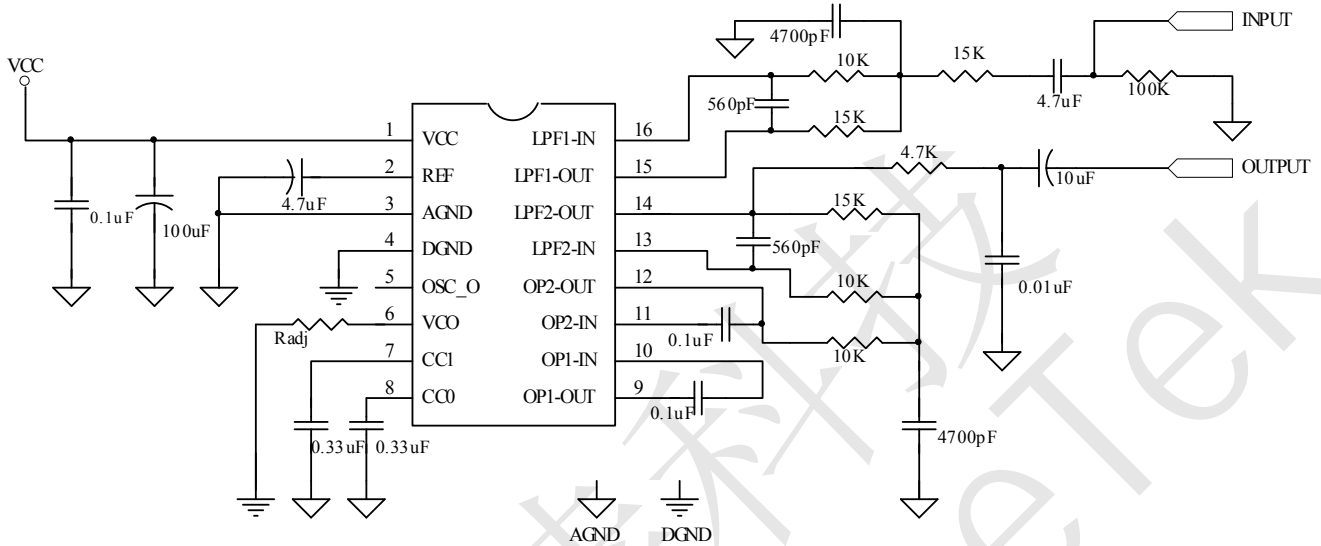 4700pF
INPUT
VCC
10K
15K
560pF
4.7uF
100K
15K
1
VCC
LPF1-IN
16
2
REF
LPF1-OUT
15
4.7K
OUTPUT
10uF
0.1uF
100uF
4.7uF
3
AGND
LPF2-OUT
14
15K
4
DGND
LPF2-IN
13
560pF
5
OSC_O
OP2-OUT
12
10K
0.01uF
Radj
6
VCO
OP2-IN
11
0.1uF
10K
7
CC1
OP1-IN
10
8
CC0
OP1-OUT
9
0.1uF
0.33uF
0.33uF
4700pF
AGND
DGND
科技
eTek